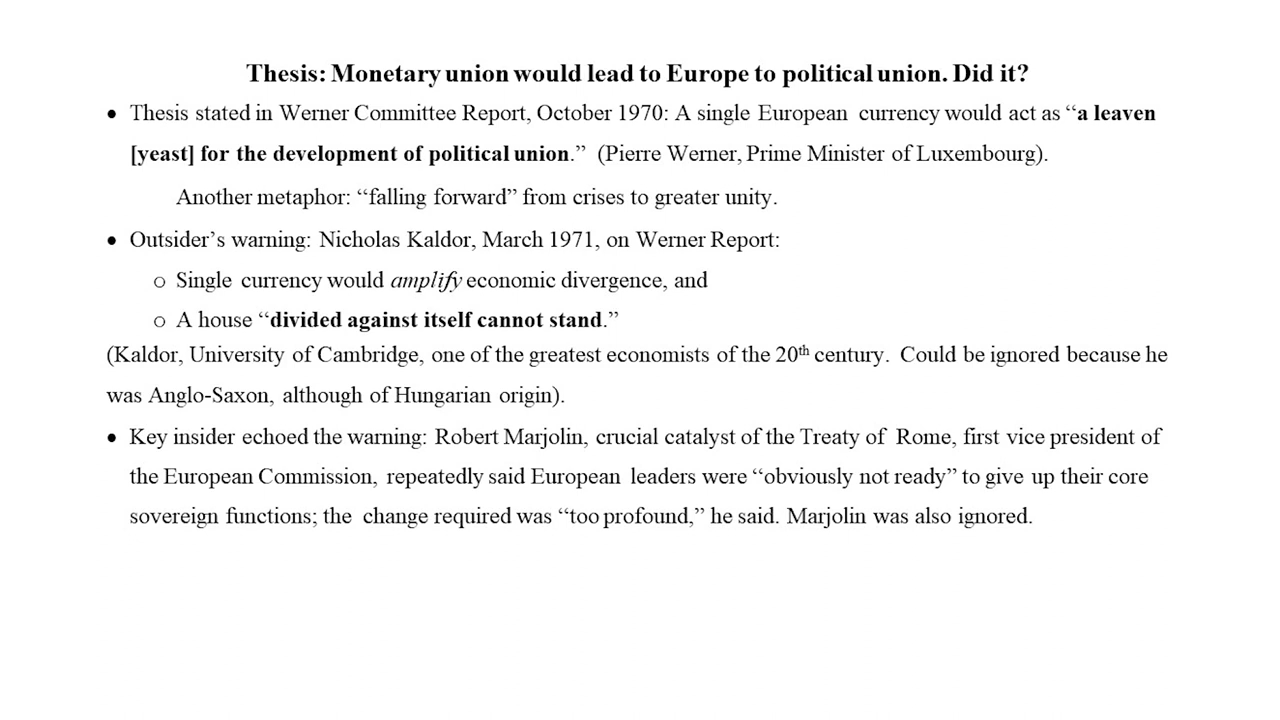 Thesis: Monetary union would lead to Europe to political union. Did it?
• Thesis stated in Werner Committee Report, October 1970: A single European currency would act as “a leaven
[yeast] for the development of political union.” (Pierre Werner, Prime Minister of Luxembourg).
Another metaphor: “falling forward” from crises to greater unity.
• Outsider’s warning: Nicholas Kaldor, March 1971, on Werner Report:
o Single currency would amplify economic divergence, and
o A house “divided against itself cannot stand.”
(Kaldor, University of Cambridge, one of the greatest economists of the 20th century. Could be ignored because he
was Anglo-Saxon, although of Hungarian origin).
• Key insider echoed the warning: Robert Marjolin, crucial catalyst of the Treaty of Rome, first vice president of
the European Commission, repeatedly said European leaders were “obviously not ready” to give up their core
sovereign functions; the change required was “too profound,” he said. Marjolin was also ignored.